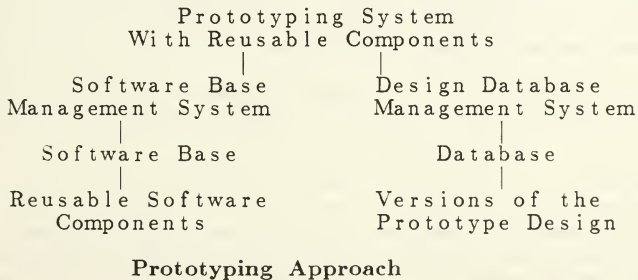 Prototyping System
With Reusable Components
Software Base
Management System
Design Database
Management System
Software Base
Database
Reusable Software
Components
Versions of the
Prototype Design
Prototyping Approach